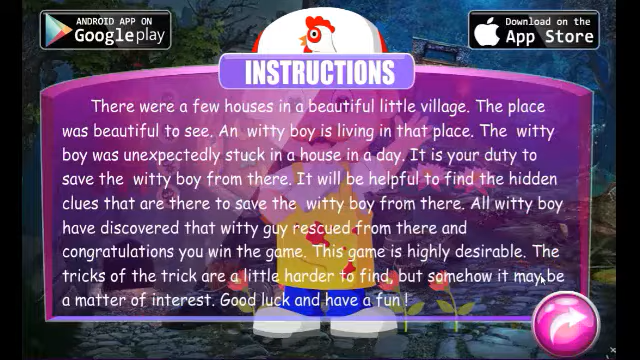 ANDROID APP ON
Google play
Download on the
App Store
INSTRUCTIONS
There were a few houses in a beautiful little village. The place
was beautiful to see. An witty boy is living in that place. The witty
boy was unexpectedly stuck in a house in a day. It is your duty to
save the witty boy from there. It will be helpful to find the hidden
clues that are there to save the witty boy from there. All witty boy
have discovered that witty guy rescued from there and
congratulations you win the game. This game is highly desirable. The
tricks of the trick are a little harder to find, but somehow it may be
a matter of interest. Good luck and have a fun !